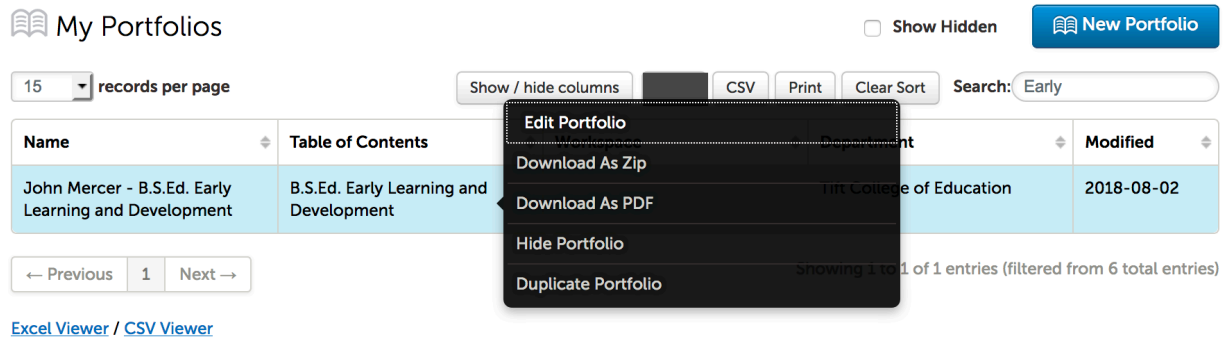 My Portfolios
Show Hidden
New Portfolio
15 records per page
Show / hide columns
CSV
Print
Clear Sort
Search: Early
Name
Table of Contents
Workspace
Department
Modified
John Mercer - B.S.Ed. Early
Learning and Development
B.S.Ed. Early Learning and
Development
Tift College of Education
2018-08-02
Edit Portfolio
Download As Zip
Download As PDF
Hide Portfolio
Duplicate Portfolio
← Previous
1
Next →
Showing 1 to 1 of 1 entries (filtered from 6 total entries)
Excel Viewer / CSV Viewer